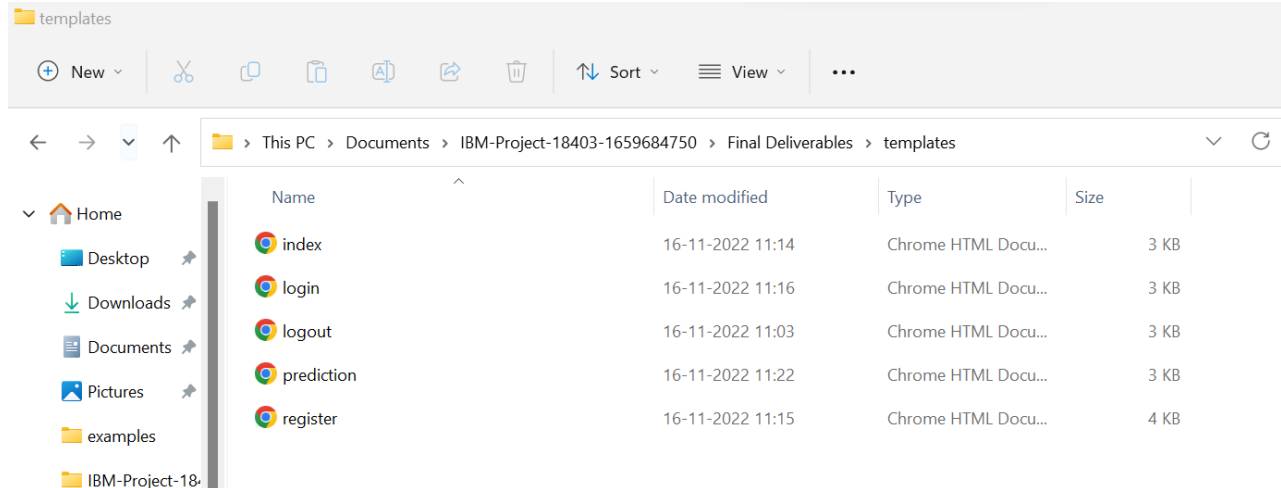 templates
New
Sort
View
This PC > Documents > IBM-Project-18403-1659684750 > Final Deliverables > templates
Name Date modified Type Size
Home
Desktop
Downloads
Documents
Pictures
examples
IBM-Project-184
index 16-11-2022 11:14 Chrome HTML Docu... 3 KB
login 16-11-2022 11:16 Chrome HTML Docu... 3 KB
logout 16-11-2022 11:03 Chrome HTML Docu... 3 KB
prediction 16-11-2022 11:22 Chrome HTML Docu... 3 KB
register 16-11-2022 11:15 Chrome HTML Docu... 4 KB